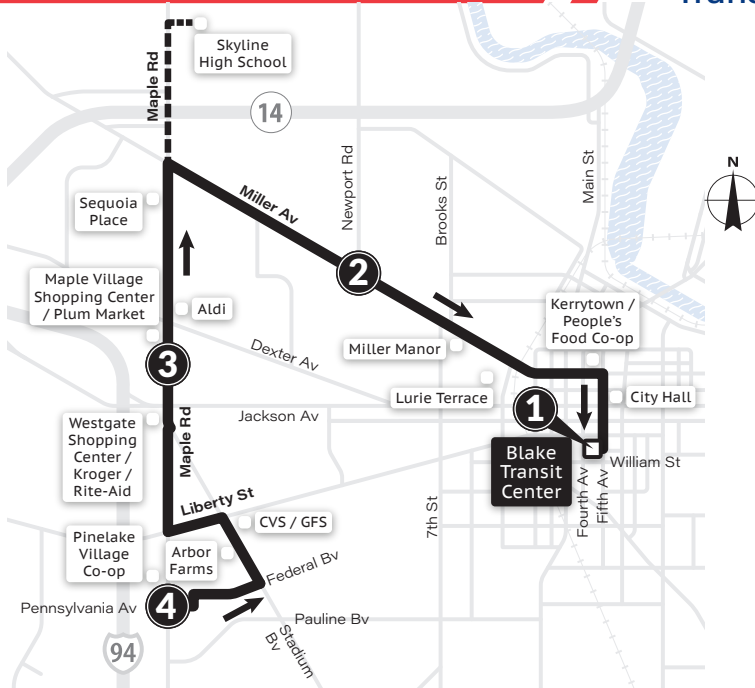 Skyline
High School
Maple Rd
14
N
Newport Rd
Brooks St
Main St
Sequoia
Place
Miller Av
2
Maple Village
Shopping Center
/ Plum Market
Aldi
Kerrytown /
People's
Food Co-op
Miller Manor
Dexter Av
3
Lurie Terrace
City Hall
1
Jackson Av
Westgate
Shopping
Center /
Kroger /
Rite-Aid
Maple Rd
Blake
Transit
Center
William St
Fourth Av
Fifth Av
7th St
Liberty St
CVS / GFS
Pinelake
Village
Co-op
Arbor
Farms
Federal Bv
Pennsylvania Av
4
Pauline Bv
Stadium
Bv
94